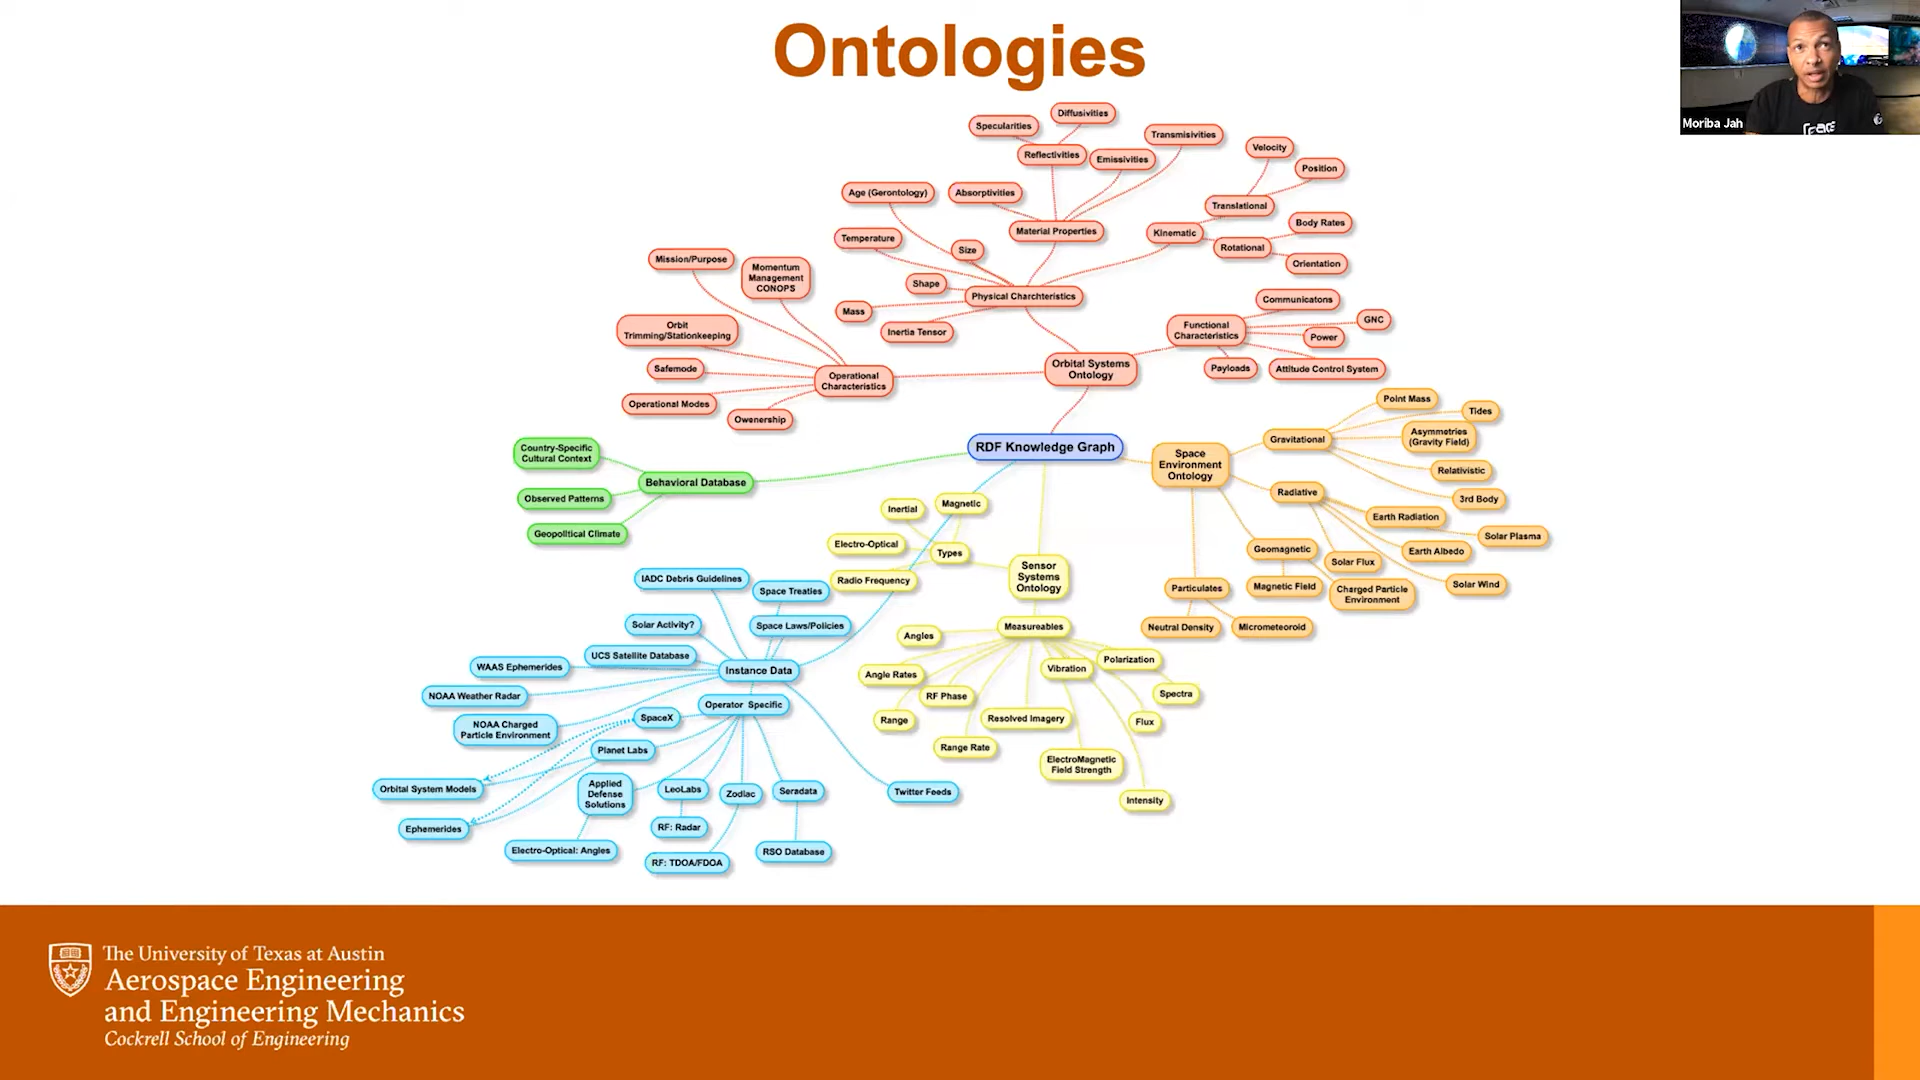 Ontologies
Moriba Jah
Diffusivities
Specularities
Transmisivities
Reflectivities
Emissivities
Velocity
Position
Age (Gerontology)
Absorptivities
Translational
Material Properties
Kinematic
Body Rates
Temperature
Size
Rotational
Orientation
Mission/Purpose
Momentum
Management
CONOPS
Shape
Physical Charchteristics
Mass
Inertia Tensor
Communicatons
Functional
Characteristics
GNC
Power
Orbit
Trimming/Stationkeeping
Payloads
Attitude Control System
Orbital Systems
Ontology
Safemode
Operational
Characteristics
Operational Modes
Owenership
Point Mass
Tides
Gravitational
Asymmetries
(Gravity Field)
Relativistic
3rd Body
RDF Knowledge Graph
Space
Environment
Ontology
Country-Specific
Cultural Context
Behavioral Database
Observed Patterns
Geopolitical Climate
Radiative
Earth Radiation
Solar Plasma
Earth Albedo
Solar Wind
Geomagnetic
Solar Flux
Magnetic Field
Charged Particle
Environment
Particulates
Neutral Density
Micrometeoroid
Inertial
Magnetic
Electro-Optical
Types
Radio Frequency
Sensor
Systems
Ontology
Measureables
Angles
Angle Rates
RF Phase
Range
Range Rate
Resolved Imagery
Vibration
Polarization
Spectra
Flux
ElectroMagnetic
Field Strength
Intensity
IADC Debris Guidelines
Space Treaties
Solar Activity?
Space Laws/Policies
UCS Satellite Database
WAAS Ephemerides
Instance Data
NOAA Weather Radar
NOAA Charged
Particle Environment
Operator Specific
SpaceX
Planet Labs
Orbital System Models
Ephemerides
Applied
Defense
Solutions
LeoLabs
Zodiac
Seradata
Twitter Feeds
RF: Radar
Electro-Optical: Angles
RF: TDOA/FDOA
RSO Database
The University of Texas at Austin
Aerospace Engineering
and Engineering Mechanics
Cockrell School of Engineering